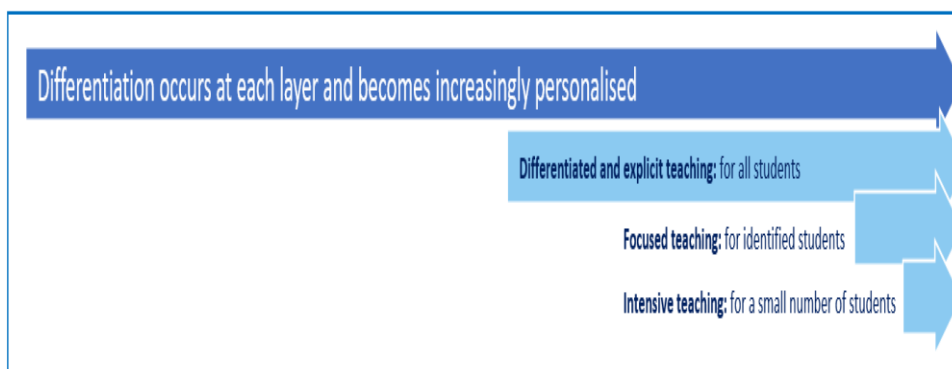 Differentiation occurs at each layer and becomes increasingly personalised
Differentiated and explicit teaching: for all students
Focused teaching: for identified students
Intensive teaching: for a small number of students